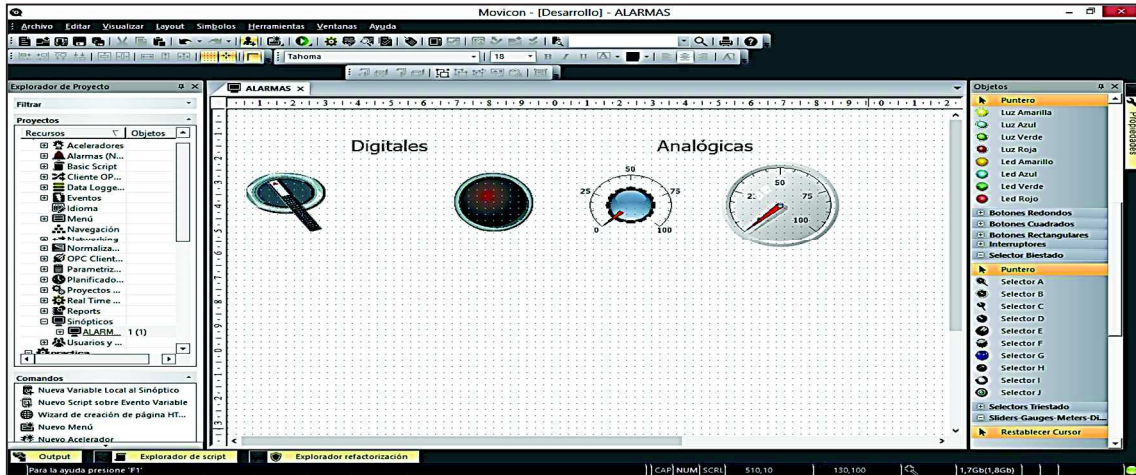 Movicon - [Desarrollo] - ALARMAS
Archivo Editar Visualizar Layout Símbolos Herramientas Ventanas Ayuda
Tahoma 18
Explorador de Proyecto
ALARMAS
Objetos
Filtrar
Proyectos
Recursos Objetos
Aceleradores
Alarmas (N...
Basic Script
Cliente OP...
Data Logge...
Eventos
Idioma
Menú
Navegación
Networking
Normaliza...
OPC Client...
Parametriz...
Planificado...
Proyectos ...
Real Time ...
Reports
Sinópticos
ALARM... 1 (1)
Usuarios y ...
practica
Comandos
Nueva Variable Local al Sinóptico
Nuevo Script sobre Evento Variable
Wizard de creación de página HT...
Nuevo Menú
Nuevo Acelerador
Digitales
Analógicas
0 25 50 75 100
50 75 100
Puntero
Luz Amarilla
Luz Azul
Luz Verde
Luz Roja
Led Amarillo
Led Azul
Led Verde
Led Rojo
Botones Redondos
Botones Cuadrados
Botones Rectangulares
Interruptores
Selector Biestado
Puntero
Selector A
Selector B
Selector C
Selector D
Selector E
Selector F
Selector G
Selector H
Selector I
Selector J
Selectors Triestado
Sliders-Gauges-Meters-Di...
Restablecer Cursor
Propiedades
Output Explorador de script Explorador refactorización
Para la ayuda presione 'F1'
CAP NUM SCRL 510,10 130,100 1,7Gb(1,8Gb)